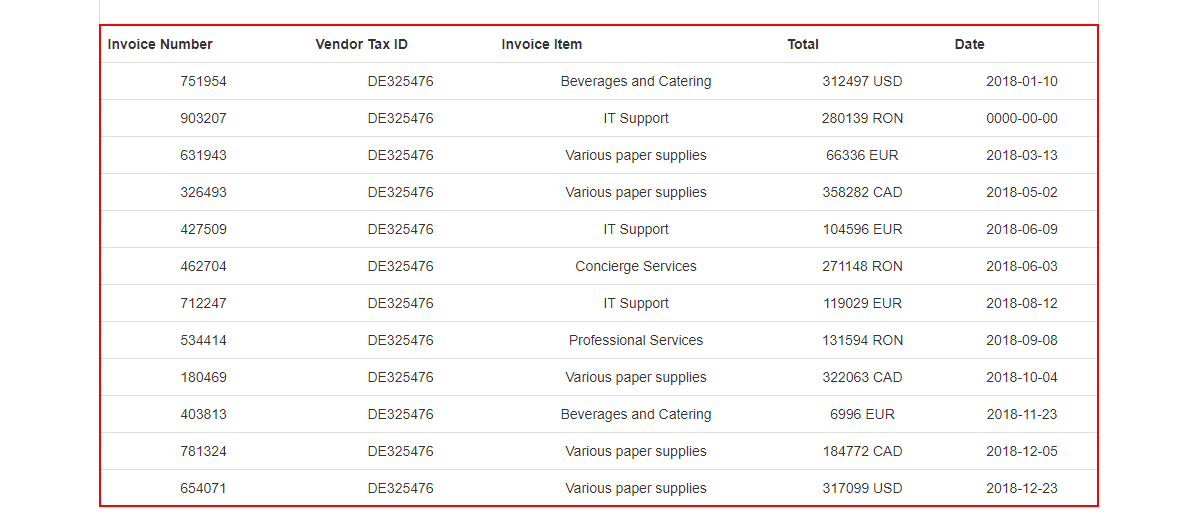 Invoice Number Vendor Tax ID Invoice Item Total Date
751954 DE325476 Beverages and Catering 312497 USD 2018-01-10
903207 DE325476 IT Support 280139 RON 0000-00-00
631943 DE325476 Various paper supplies 66336 EUR 2018-03-13
326493 DE325476 Various paper supplies 358282 CAD 2018-05-02
427509 DE325476 IT Support 104596 EUR 2018-06-09
462704 DE325476 Concierge Services 271148 RON 2018-06-03
712247 DE325476 IT Support 119029 EUR 2018-08-12
534414 DE325476 Professional Services 131594 RON 2018-09-08
180469 DE325476 Various paper supplies 322063 CAD 2018-10-04
403813 DE325476 Beverages and Catering 6996 EUR 2018-11-23
781324 DE325476 Various paper supplies 184772 CAD 2018-12-05
654071 DE325476 Various paper supplies 317099 USD 2018-12-23